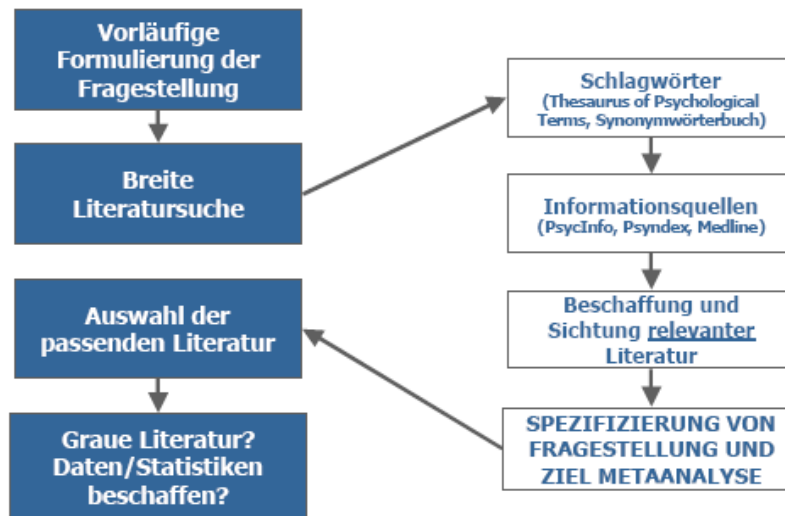 Vorläufige
Formulierung der
Fragestellung
Breite
Literatursuche
Schlagwörter
(Thesaurus of Psychological
Terms, Synonymwörterbuch)
Informationsquellen
(PsycInfo, Psyndex, Medline)
Beschaffung und
Sichtung relevanter
Literatur
SPEZIFIZIERUNG VON
FRAGESTELLUNG UND
ZIEL METAANALYSE
Auswahl der
passenden Literatur
Graue Literatur?
Daten/Statistiken
beschaffen?